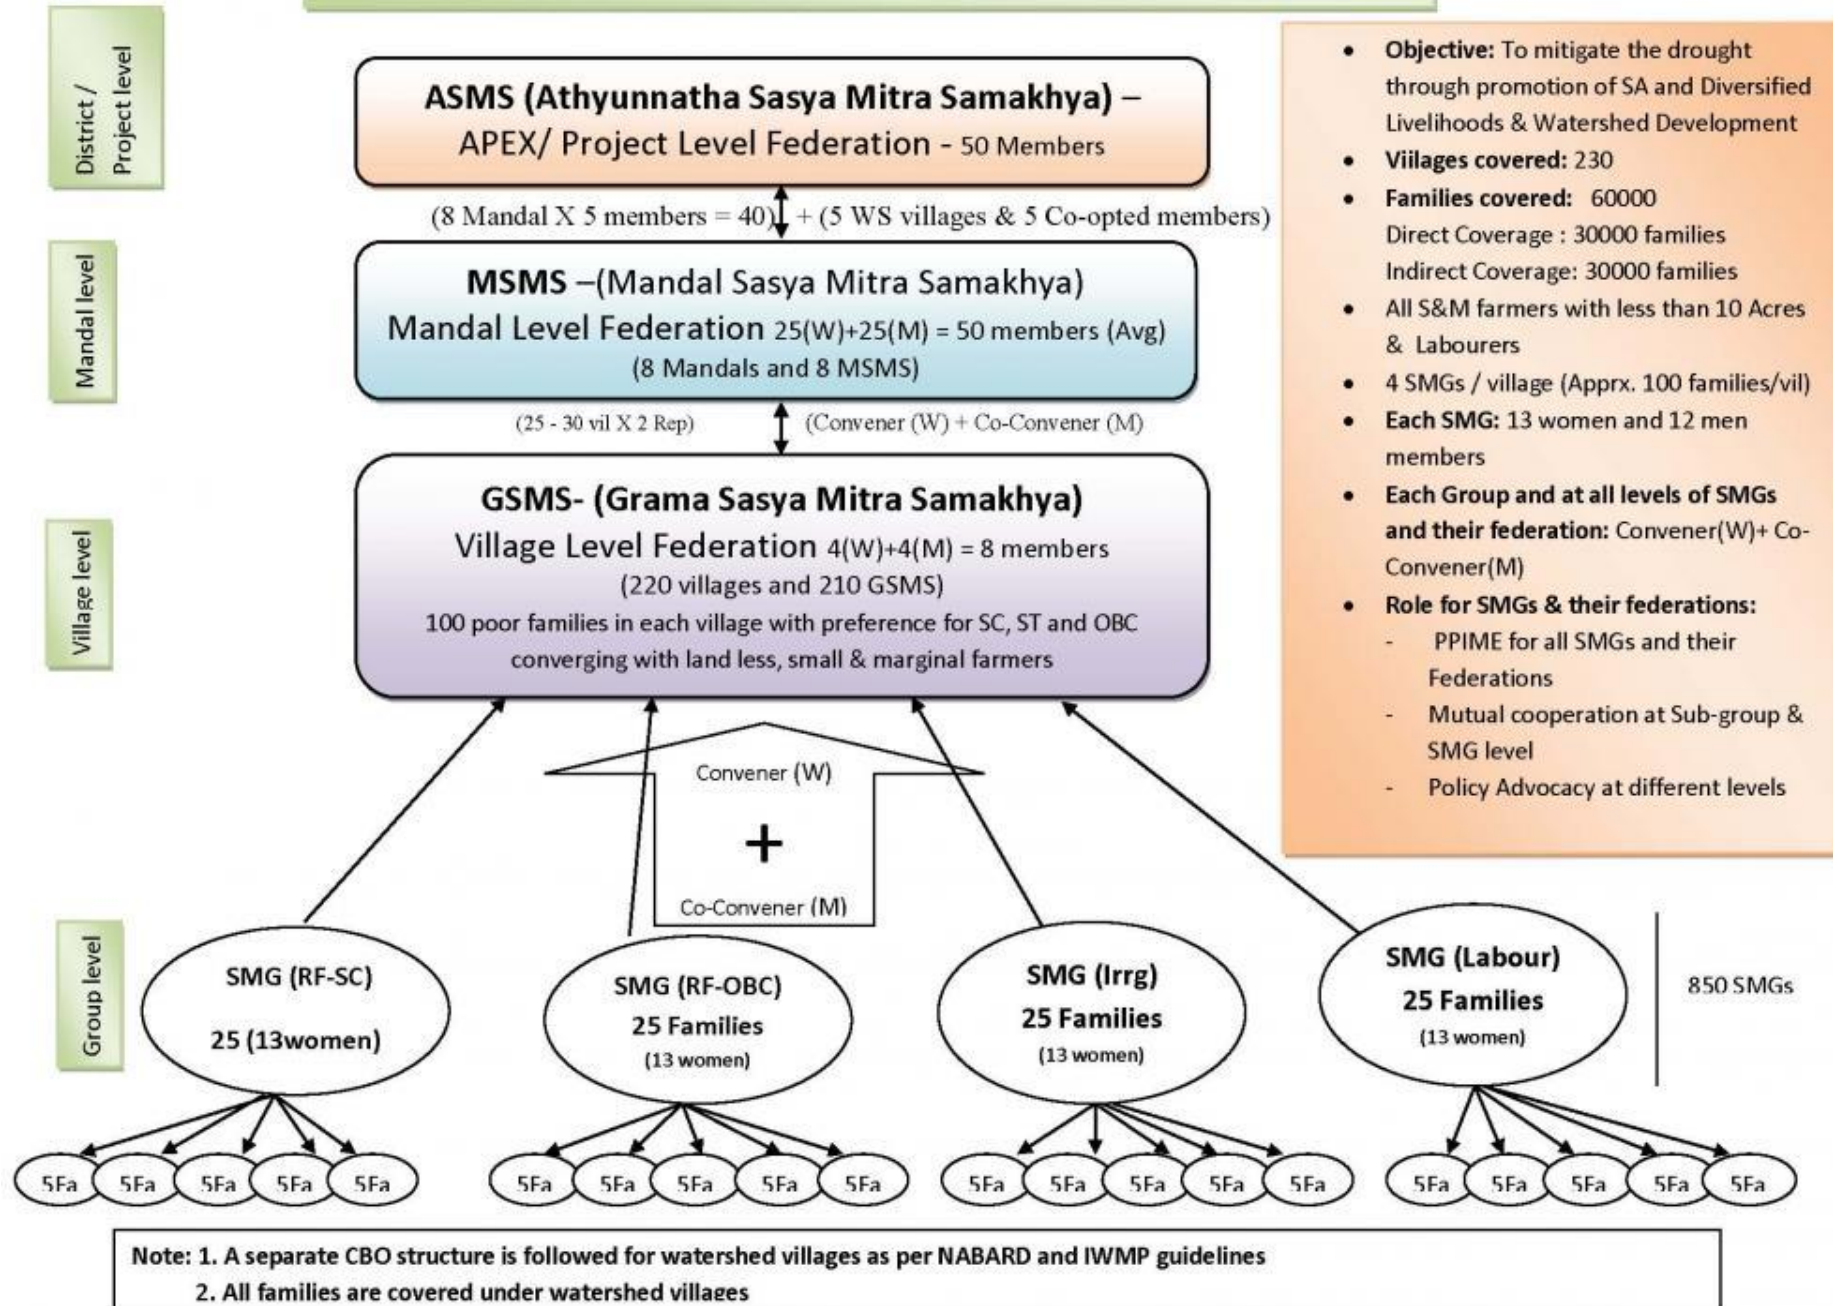 District /
Project level
ASMS (Athyunnatha Sasya Mitra Samakhya) –
APEX/ Project Level Federation - 50 Members
(8 Mandal X 5 members = 40) + (5 WS villages & 5 Co-opted members)
Mandal level
MSMS –(Mandal Sasya Mitra Samakhya)
Mandal Level Federation 25(W)+25(M) = 50 members (Avg)
(8 Mandals and 8 MSMS)
(25 - 30 vil X 2 Rep)
(Convener (W) + Co-Convener (M)
Village level
GSMS- (Grama Sasya Mitra Samakhya)
Village Level Federation 4(W)+4(M) = 8 members
(220 villages and 210 GSMS)
100 poor families in each village with preference for SC, ST and OBC
converging with land less, small & marginal farmers
Convener (W)
+
Co-Convener (M)
Group level
SMG (RF-SC)
25 (13women)
SMG (RF-OBC)
25 Families
(13 women)
SMG (Irrg)
25 Families
(13 women)
SMG (Labour)
25 Families
(13 women)
850 SMGs
5Fa 5Fa 5Fa 5Fa 5Fa
5Fa 5Fa 5Fa 5Fa 5Fa
5Fa 5Fa 5Fa 5Fa 5Fa
5Fa 5Fa 5Fa 5Fa 5Fa
• Objective: To mitigate the drought
through promotion of SA and Diversified
Livelihoods & Watershed Development
• Viilages covered: 230
• Families covered: 60000
Direct Coverage : 30000 families
Indirect Coverage: 30000 families
• All S&M farmers with less than 10 Acres
& Labourers
• 4 SMGs / village (Apprx. 100 families/vil)
• Each SMG: 13 women and 12 men
members
• Each Group and at all levels of SMGs
and their federation: Convener(W)+ Co-
Convener(M)
• Role for SMGs & their federations:
- PPIME for all SMGs and their
Federations
- Mutual cooperation at Sub-group &
SMG level
- Policy Advocacy at different levels
Note: 1. A separate CBO structure is followed for watershed villages as per NABARD and IWMP guidelines
2. All families are covered under watershed villages